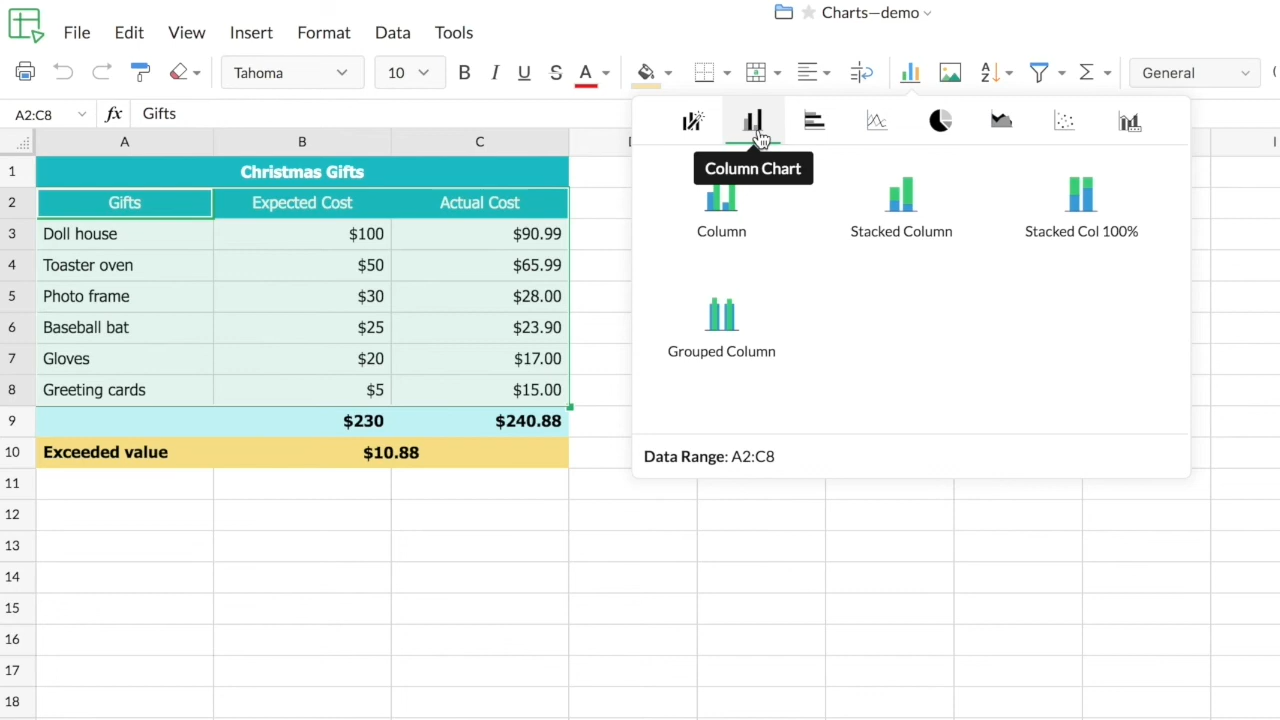 Charts—demo
File Edit View Insert Format Data Tools
Tahoma 10 B I U S A Σ General
A2:C8 fx Gifts
A B C I
1 Christmas Gifts
2 Gifts Expected Cost Actual Cost
3 Doll house $100 $90.99
4 Toaster oven $50 $65.99
5 Photo frame $30 $28.00
6 Baseball bat $25 $23.90
7 Gloves $20 $17.00
8 Greeting cards $5 $15.00
9 $230 $240.88
10 Exceeded value $10.88
11
12
13
14
15
16
17
18
Column Chart
Column Stacked Column Stacked Col 100%
Grouped Column
Data Range: A2:C8